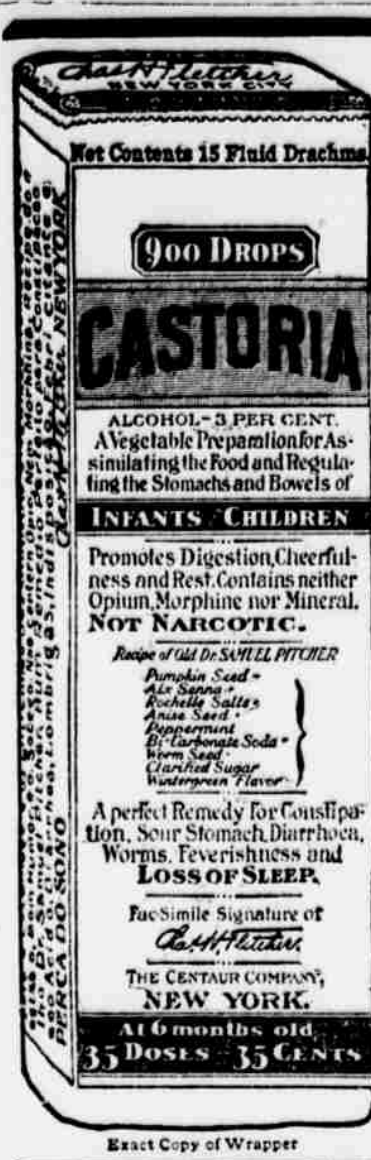 Chas H Fletcher
NEW YORK CITY
Net Contents 15 Fluid Drachms
900 DROPS
CASTORIA
ALCOHOL-3 PER CENT.
AVegetable Preparation for As-
similating the Food and Regula-
ting the Stomachs and Bowels of
INFANTS CHILDREN
Promotes Digestion, Cheerful-
ness and Rest. Contains neither
Opium, Morphine nor Mineral.
NOT NARCOTIC.
Recipe of Old Dr. SAMUEL PITCHER
Pumpkin Seed
Alx Senna
Rochelle Salts
Anise Seed
Peppermint
Bi-Carbonate Soda
Worm Seed
Clarified Sugar
Wintergreen Flavor
A perfect Remedy for Constipa-
tion, Sour Stomach, Diarrhoea,
Worms, Feverishness and
LOSS OF SLEEP.
Fac Simile Signature of
Chas. H. Fletcher.
THE CENTAUR COMPANY,
NEW YORK.
At 6 months old
35 DOSES - 35 CENTS
PERCA DO SONO
Chas H Fletcher. NEW YORK
Exact Copy of Wrapper